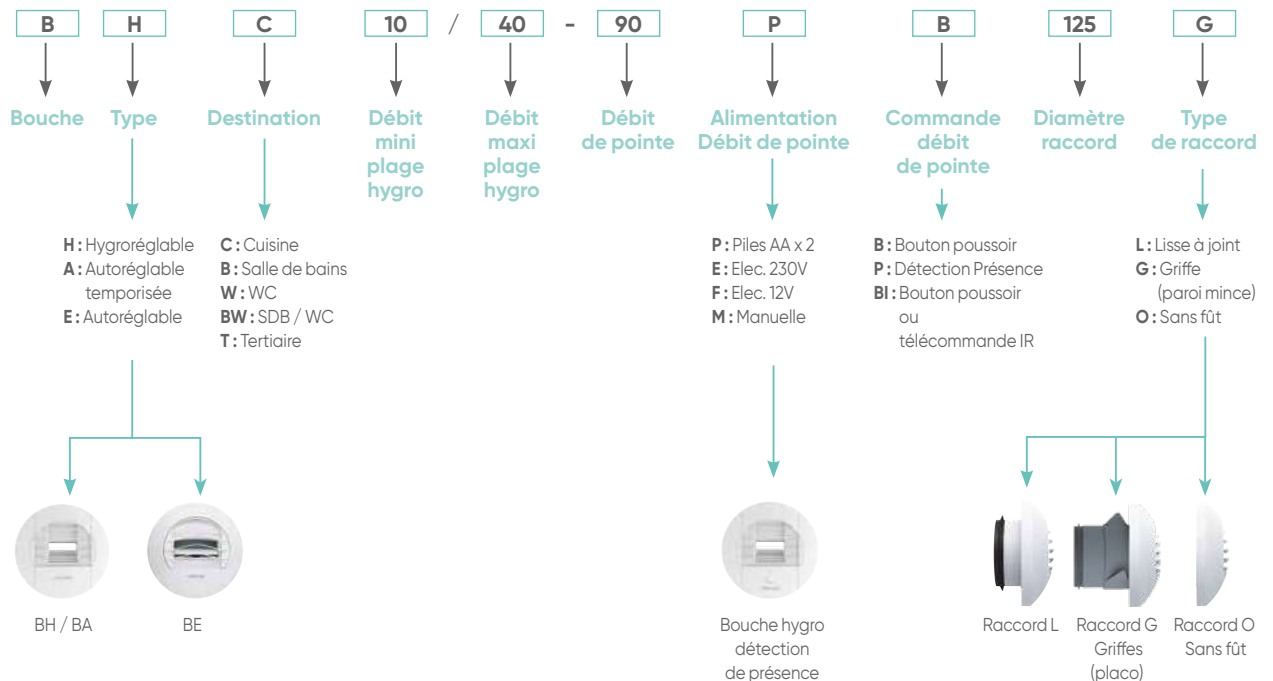 B H C 10 / 40 - 90 P B 125 G
Bouche
Type
Destination
Débit
mini
plage
hygro
Débit
maxi
plage
hygro
Débit
de pointe
Alimentation
Débit de pointe
Commande
débit
de pointe
Diamètre
raccord
Type
de raccord
H : Hygroréglable
A : Autoréglable
temporisée
E : Autoréglable
C : Cuisine
B : Salle de bains
W : WC
BW : SDB / WC
T : Tertiaire
P : Piles AA x 2
E : Elec. 230V
F : Elec. 12V
M : Manuelle
B : Bouton poussoir
P : Détection Présence
BI : Bouton poussoir
ou
télécommande IR
L : Lisse à joint
G : Griffe
(paroi mince)
O : Sans fût
BH / BA
BE
Bouche hygro
détection
de présence
Raccord L
Raccord G
Griffes
(placo)
Raccord O
Sans fût